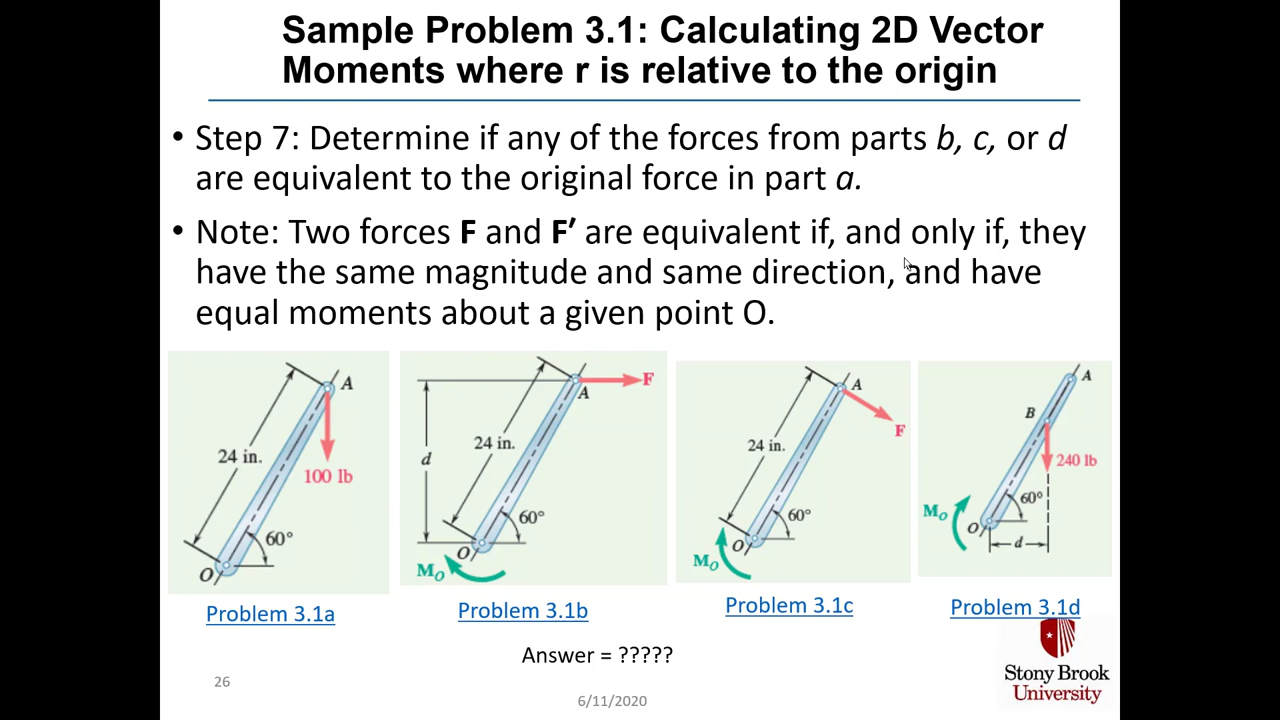 Sample Problem 3.1: Calculating 2D Vector
Moments where r is relative to the origin
• Step 7: Determine if any of the forces from parts b, c, or d
are equivalent to the original force in part a.
• Note: Two forces F and F′ are equivalent if, and only if, they
have the same magnitude and same direction, and have
equal moments about a given point O.
A
24 in.
100 lb
60°
O
Problem 3.1a
F
A
24 in.
d
60°
O
M_O
Problem 3.1b
A
F
24 in.
60°
O
M_O
Problem 3.1c
A
B
240 lb
60°
M_O
O
d
Problem 3.1d
Answer = ?????
Stony Brook
University
26
6/11/2020